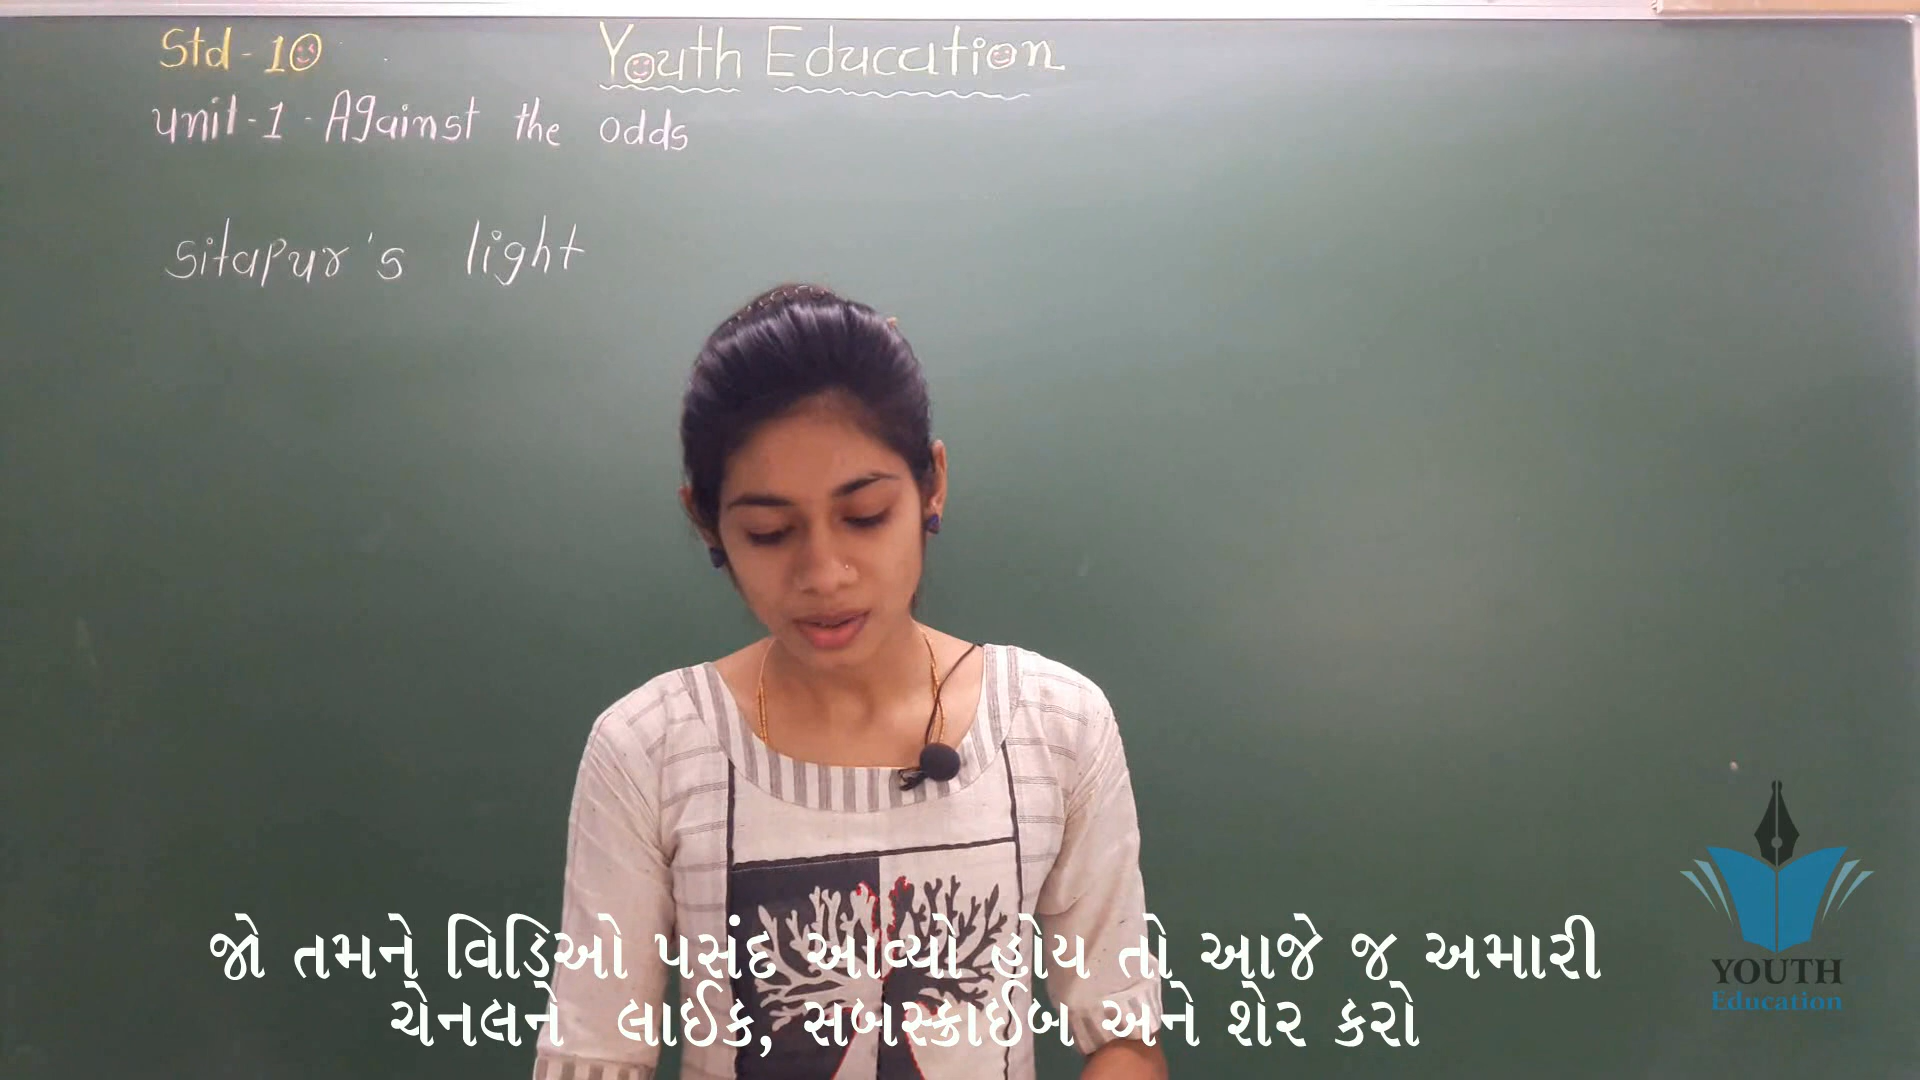 Std - 10
Youth Education
unit - 1 - Against the odds
sitapur's light
જો તમને વિડિઓ પસંદ આવ્યો હોય તો આજે જ અમારી
ચેનલને લાઈક, સબસ્ક્રાઈબ અને શેર કરો
YOUTH
Education